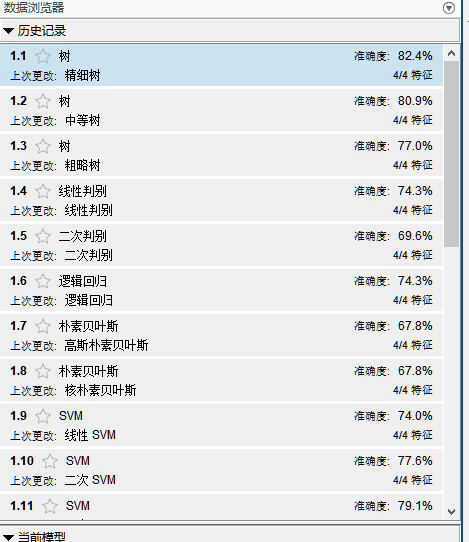 数据浏览器
历史记录
1.1 树 准确度: 82.4%
上次更改: 精细树 4/4 特征
1.2 树 准确度: 80.9%
上次更改: 中等树 4/4 特征
1.3 树 准确度: 77.0%
上次更改: 粗略树 4/4 特征
1.4 线性判别 准确度: 74.3%
上次更改: 线性判别 4/4 特征
1.5 二次判别 准确度: 69.6%
上次更改: 二次判别 4/4 特征
1.6 逻辑回归 准确度: 74.3%
上次更改: 逻辑回归 4/4 特征
1.7 朴素贝叶斯 准确度: 67.8%
上次更改: 高斯朴素贝叶斯 4/4 特征
1.8 朴素贝叶斯 准确度: 67.8%
上次更改: 核朴素贝叶斯 4/4 特征
1.9 SVM 准确度: 74.0%
上次更改: 线性 SVM 4/4 特征
1.10 SVM 准确度: 77.6%
上次更改: 二次 SVM 4/4 特征
1.11 SVM 准确度: 79.1%
当前模型